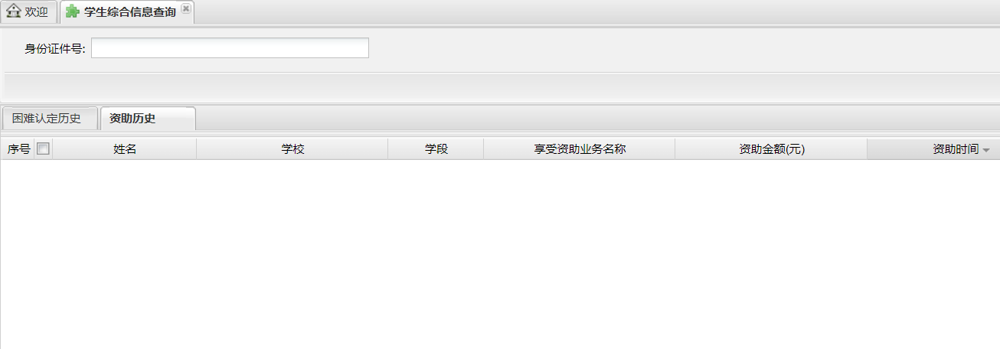 欢迎 学生综合信息查询
身份证件号:
困难认定历史 资助历史
序号 姓名 学校 学段 享受资助业务名称 资助金额(元) 资助时间